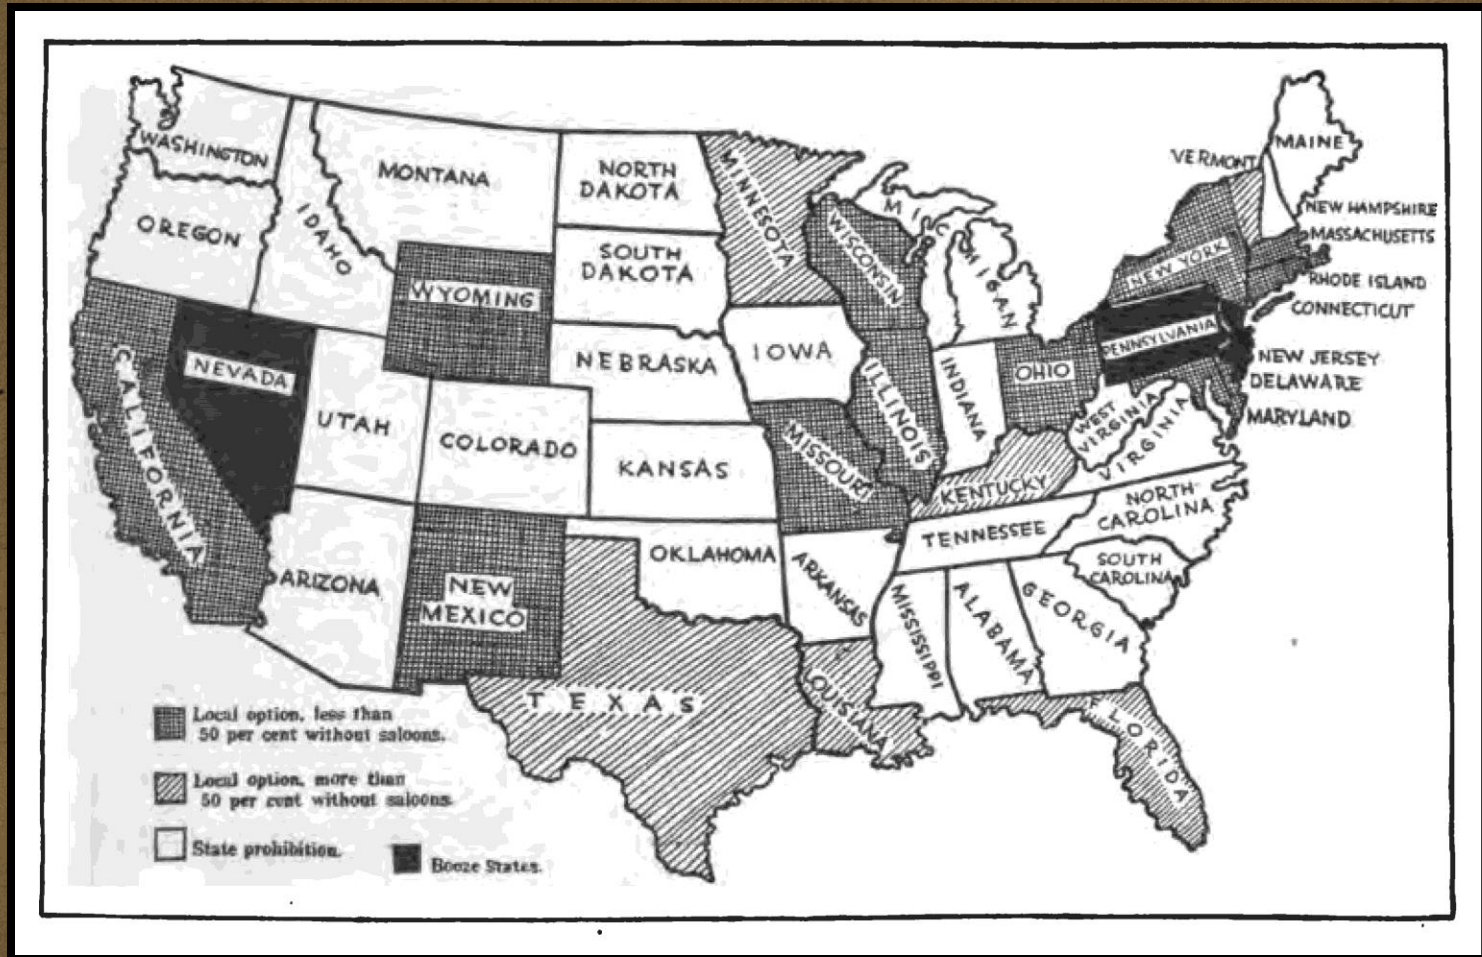 WASHINGTON
MONTANA
NORTH
DAKOTA
MINNESOTA
MAINE
VERMONT
OREGON
IDAHO
SOUTH
DAKOTA
WISCONSIN
MICHIGAN
NEW HAMPSHIRE
MASSACHUSETTS
NEW YORK
RHODE ISLAND
CONNECTICUT
WYOMING
NEVADA
NEBRASKA
IOWA
ILLINOIS
INDIANA
OHIO
PENNSYLVANIA
NEW JERSEY
DELAWARE
MARYLAND
CALIFORNIA
UTAH
COLORADO
KANSAS
MISSOURI
KENTUCKY
WEST
VIRGINIA
VIRGINIA
ARIZONA
NEW
MEXICO
OKLAHOMA
ARKANSAS
TENNESSEE
NORTH
CAROLINA
SOUTH
CAROLINA
TEXAS
LOUISIANA
MISSISSIPPI
ALABAMA
GEORGIA
FLORIDA
Local option, less than
50 per cent without saloons.
Local option, more than
50 per cent without saloons.
State prohibition.
Booze States.